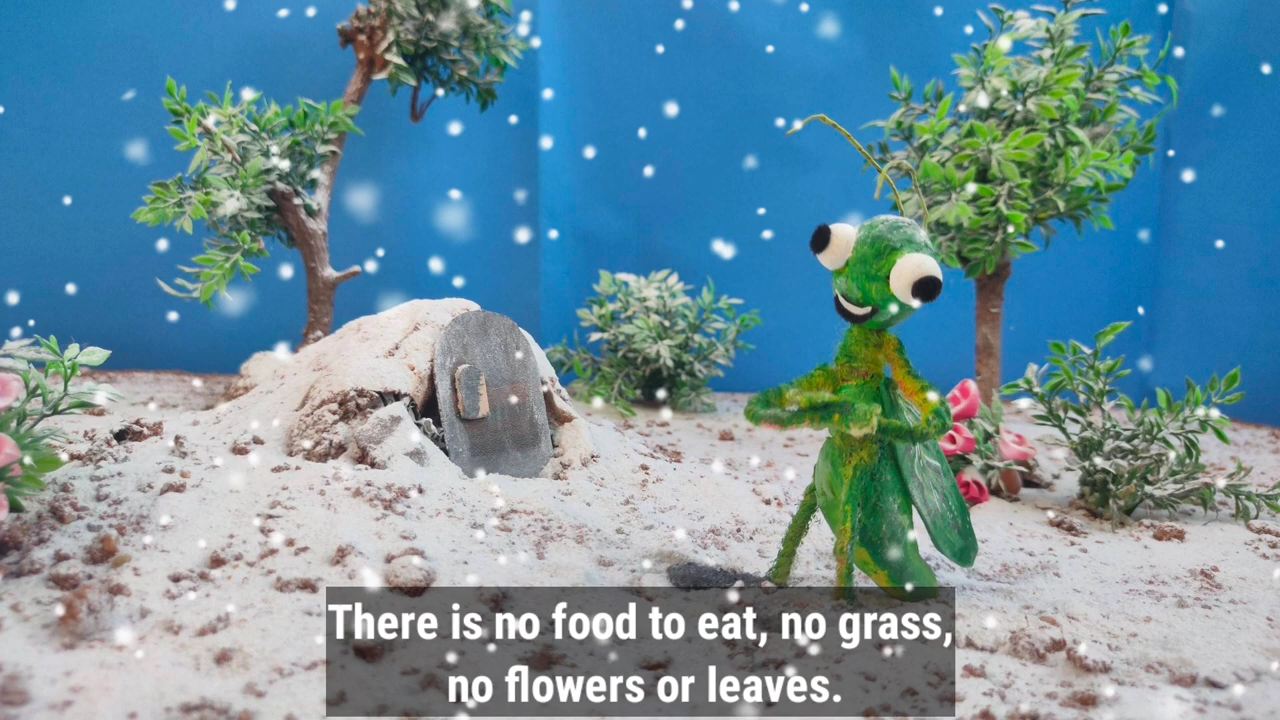 There is no food to eat, no grass,
no flowers or leaves.